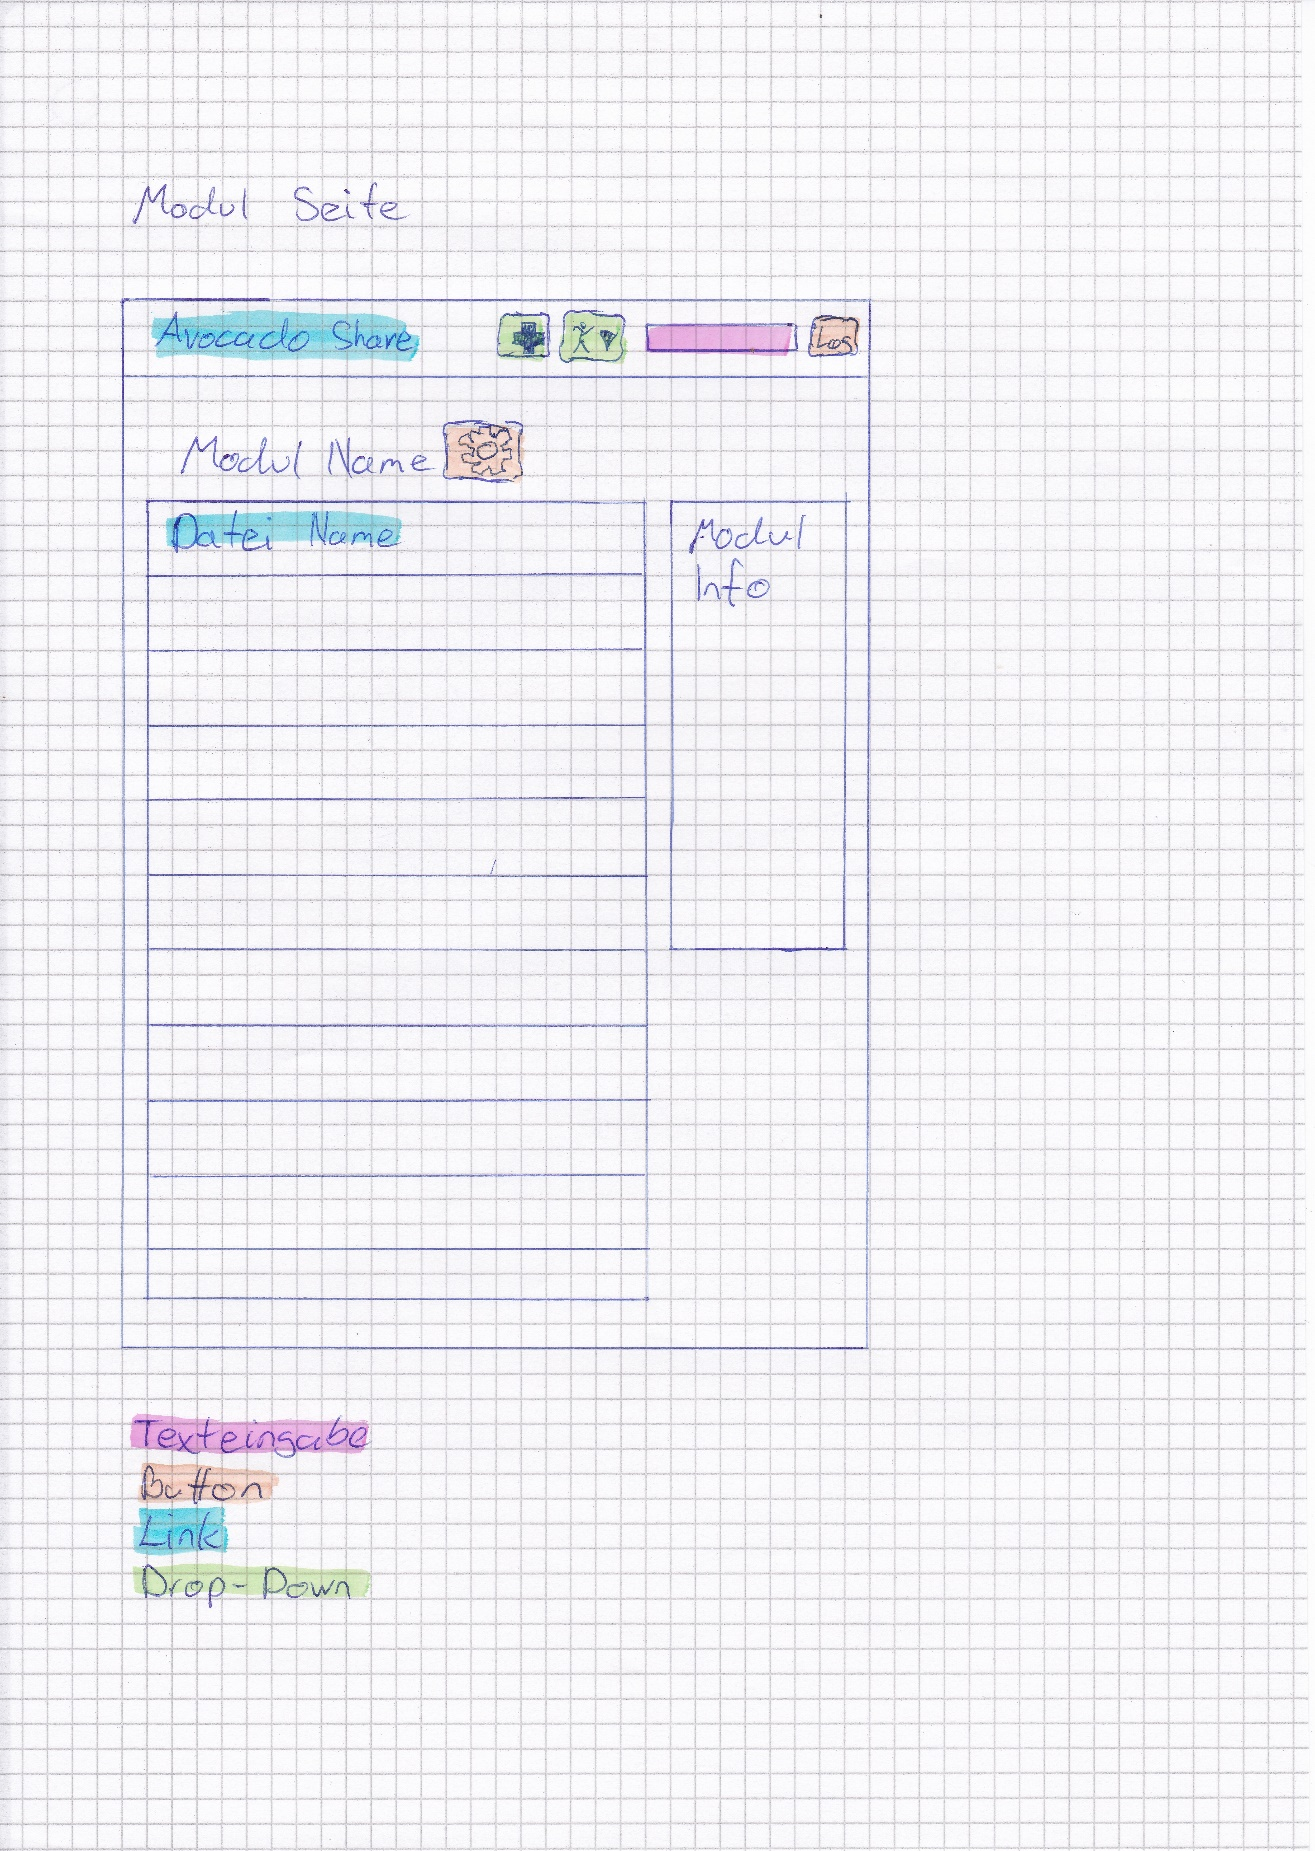 Modul Seite
Avocado Share Los
Modul Name
Datei Name
Modul
Info
Texteingabe
Button
Link
Drop-Down